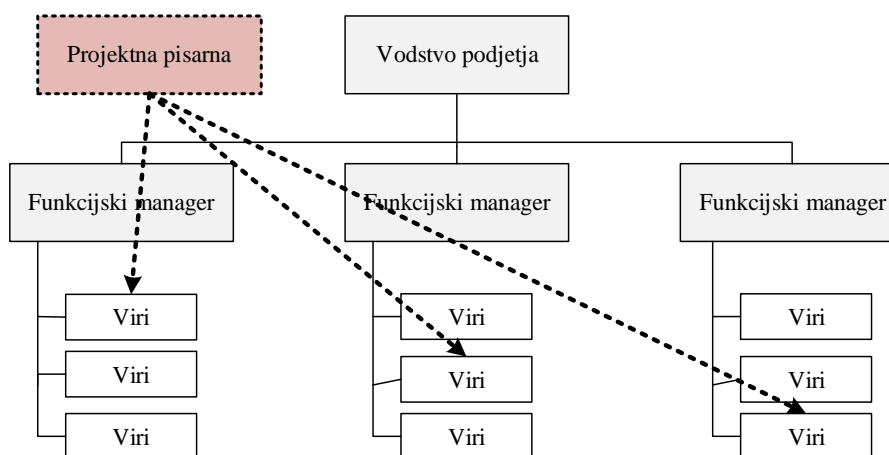 Projektna pisarna
Vodstvo podjetja
Funkcijski manager
Funkcijski manager
Funkcijski manager
Viri
Viri
Viri
Viri
Viri
Viri
Viri
Viri
Viri